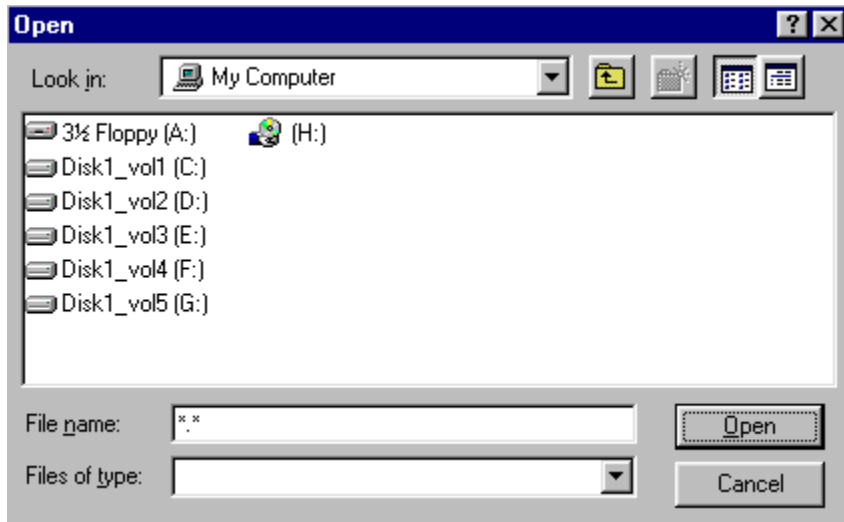 Open
Look in: My Computer
3½ Floppy (A:) (H:)
Disk1_vol1 (C:)
Disk1_vol2 (D:)
Disk1_vol3 (E:)
Disk1_vol4 (F:)
Disk1_vol5 (G:)
File name: *.* Open
Files of type: Cancel